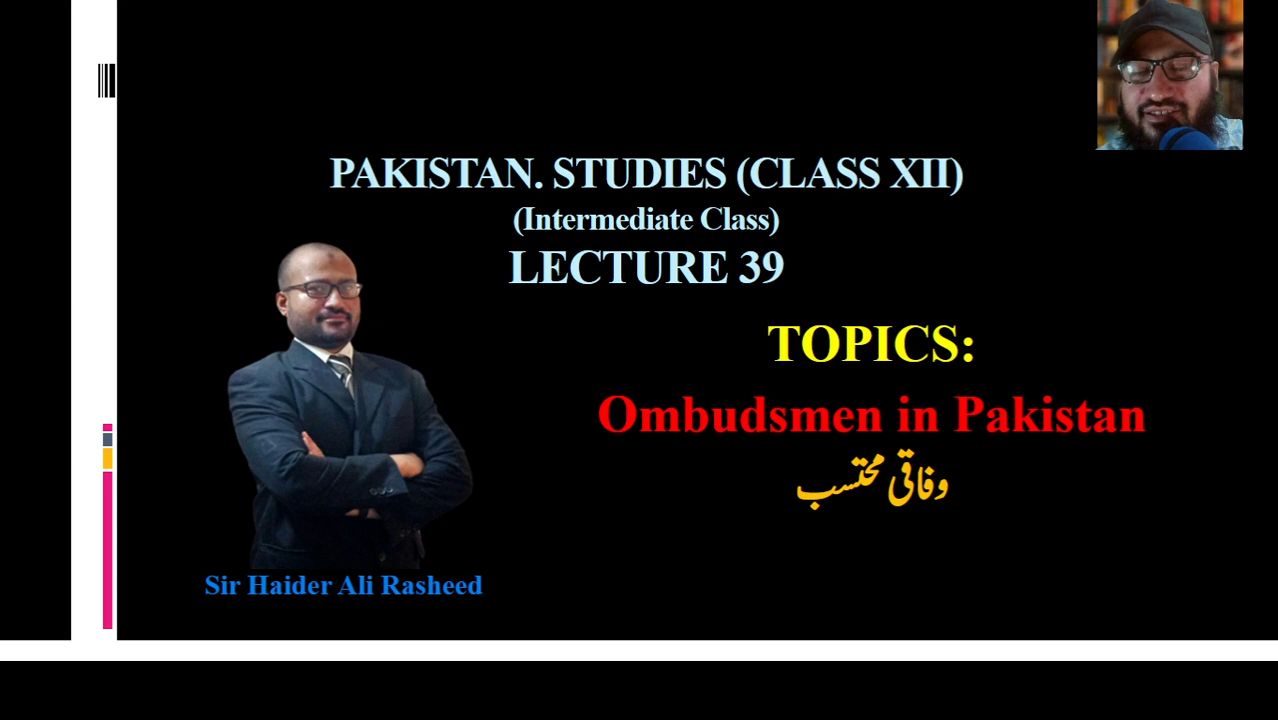 PAKISTAN. STUDIES (CLASS XII)
(Intermediate Class)
LECTURE 39
TOPICS:
Ombudsmen in Pakistan
وفاقی محتسب
Sir Haider Ali Rasheed